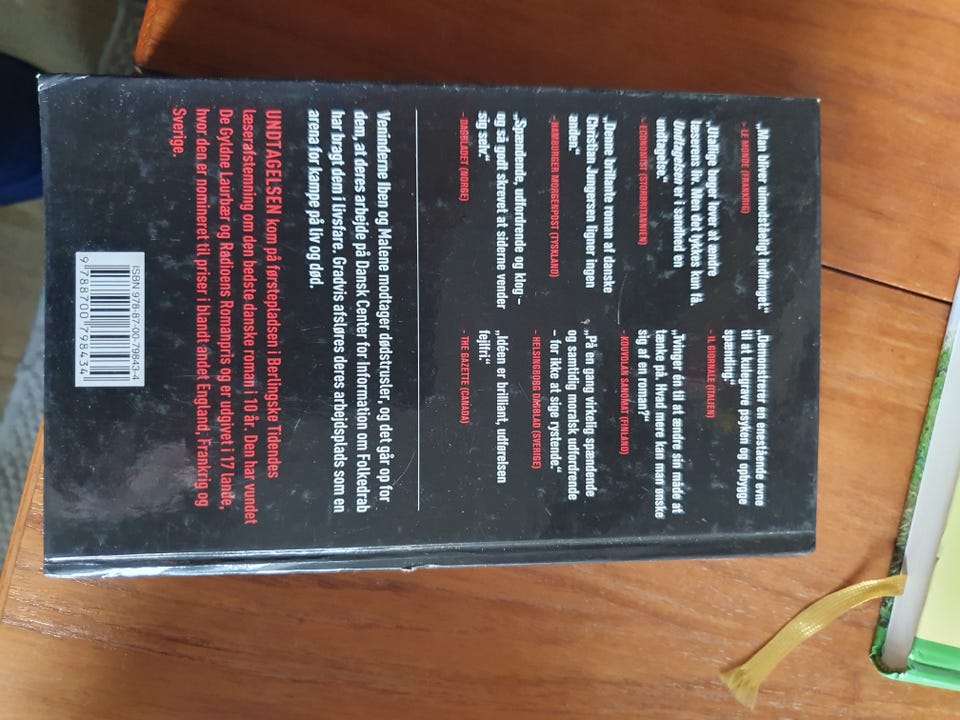 „Man bliver uimodståeligt indfanget“
- LE MONDE (FRANKRIG)
„Utallige bøger lover at ændre
læserens liv. Men det lykkes kun få.
Undtagelsen er i sandhed en
undtagelse.“
- ECONOMIST (STORBRITANNIEN)
„Denne brillante roman af danske
Christian Jungersen ligner ingen
anden!“
- HAMBURGER MORGENPOST (TYSKLAND)
„Spændende, udfordrende og klog –
og så godt skrevet at siderne vender
sig selv.“
- DAGBLADET (NORGE)
„Demonstrerer en enestående evne
til at kulegrave psyken og opbygge
spænding“
- IL GIORNALE (ITALIEN)
„Tvinger én til at ændre sin måde at
tænke på. Hvad mere kan man ønske
sig af en roman?“
- KOUVOLAN SANOMAT (FINLAND)
„På en gang virkelig spændende
og samtidig moralsk udfordrende
– for ikke at sige rystende.“
- HELSINGBORG DAGBLAD (SVERIGE)
„Ideen er brilliant, udførelsen
fejlfri“
- THE GAZETTE (CANADA)
Veninderne Iben og Malene modtager dødstrusler, og det går op for
dem, at deres arbejde på Dansk Center for Information om Folkedrab
har bragt dem i livsfare. Gradvis afsløres deres arbejdsplads som en
arena for kampe på liv og død.
UNDTAGELSEN kom på førstepladsen i Berlingske Tidendes
læserafstemning om den bedste danske roman i 10 år. Den har vundet
De Gyldne Laurbær og Radioens Romanpris og er udgivet i 17 lande,
hvor den er nomineret til priser i blandt andet England, Frankrig og
Sverige.
ISBN 978-87-00-79843-4
9 788700 798434